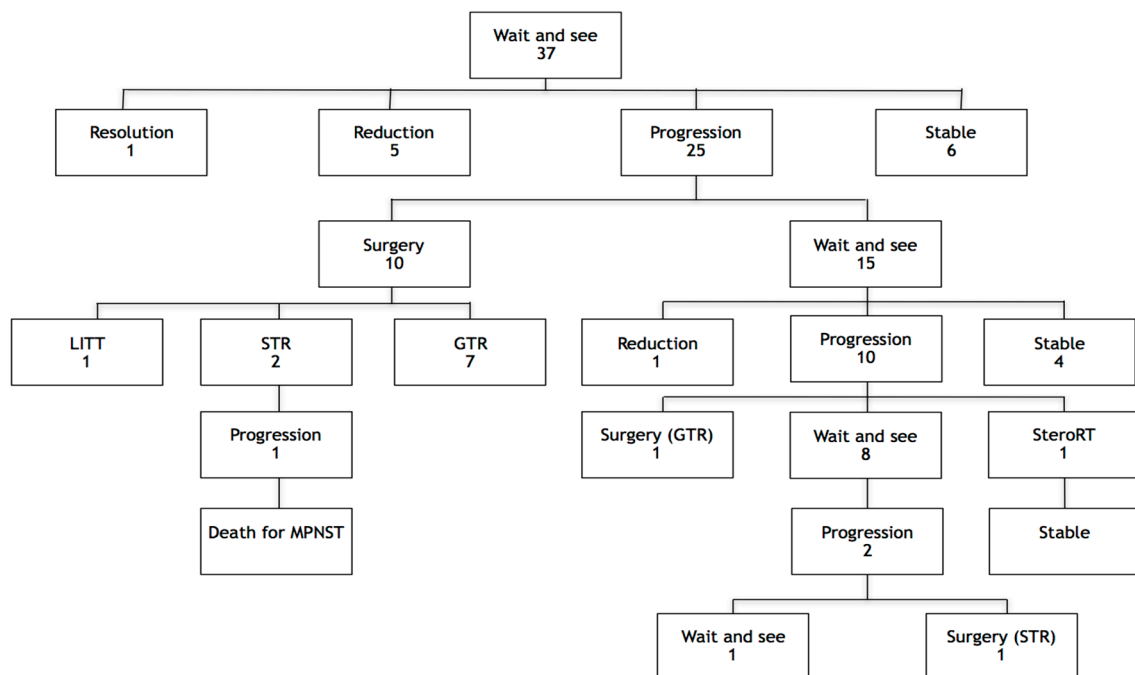 Wait and see
37
Resolution
1
Reduction
5
Progression
25
Stable
6
Surgery
10
Wait and see
15
LITT
1
STR
2
GTR
7
Reduction
1
Progression
10
Stable
4
Progression
1
Surgery (GTR)
1
Wait and see
8
SteroRT
1
Death for MPNST
Progression
2
Stable
Wait and see
1
Surgery (STR)
1